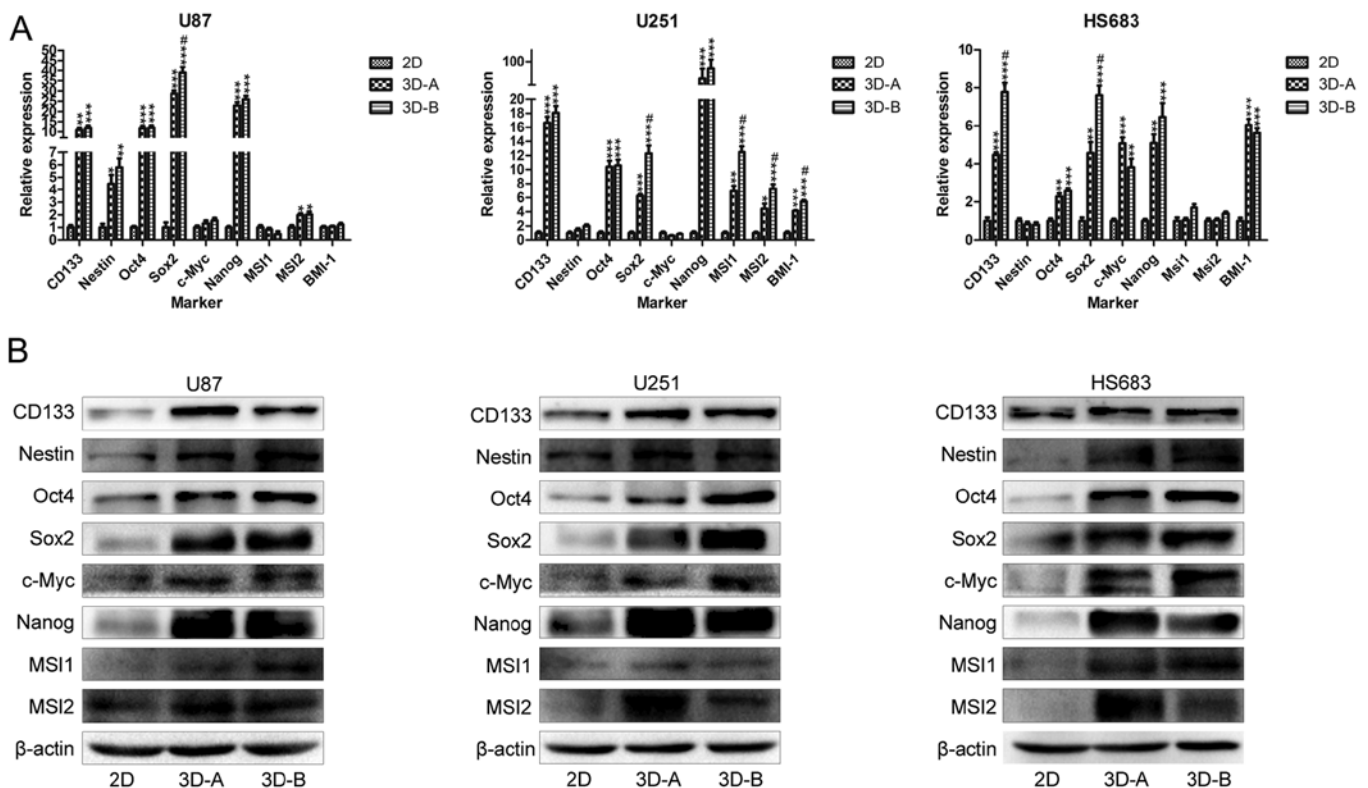 A
U87
Relative expression
50
45
40
35
30
25
20
15
10
7
6
5
4
3
2
1
0
CD133
Nestin
Oct4
Sox2
c-Myc
Nanog
MSI1
MSI2
BMI-1
Marker
2D
3D-A
3D-B
U251
Relative expression
100
18
16
14
12
10
8
6
4
2
0
CD133
Nestin
Oct4
Sox2
c-Myc
Nanog
MSI1
MSI2
BMI-1
Marker
2D
3D-A
3D-B
HS683
Relative expression
10
8
6
4
2
0
CD133
Nestin
Oct4
Sox2
c-Myc
Nanog
Msi1
Msi2
BMI-1
Marker
2D
3D-A
3D-B
B
U87
CD133
Nestin
Oct4
Sox2
c-Myc
Nanog
MSI1
MSI2
β-actin
2D 3D-A 3D-B
U251
CD133
Nestin
Oct4
Sox2
c-Myc
Nanog
MSI1
MSI2
β-actin
2D 3D-A 3D-B
HS683
CD133
Nestin
Oct4
Sox2
c-Myc
Nanog
MSI1
MSI2
β-actin
2D 3D-A 3D-B